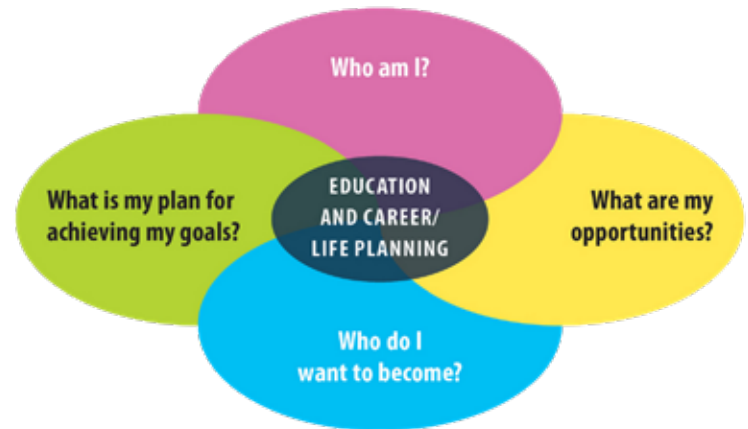 Who am I?
What is my plan for
achieving my goals?
EDUCATION
AND CAREER/
LIFE PLANNING
What are my
opportunities?
Who do I
want to become?